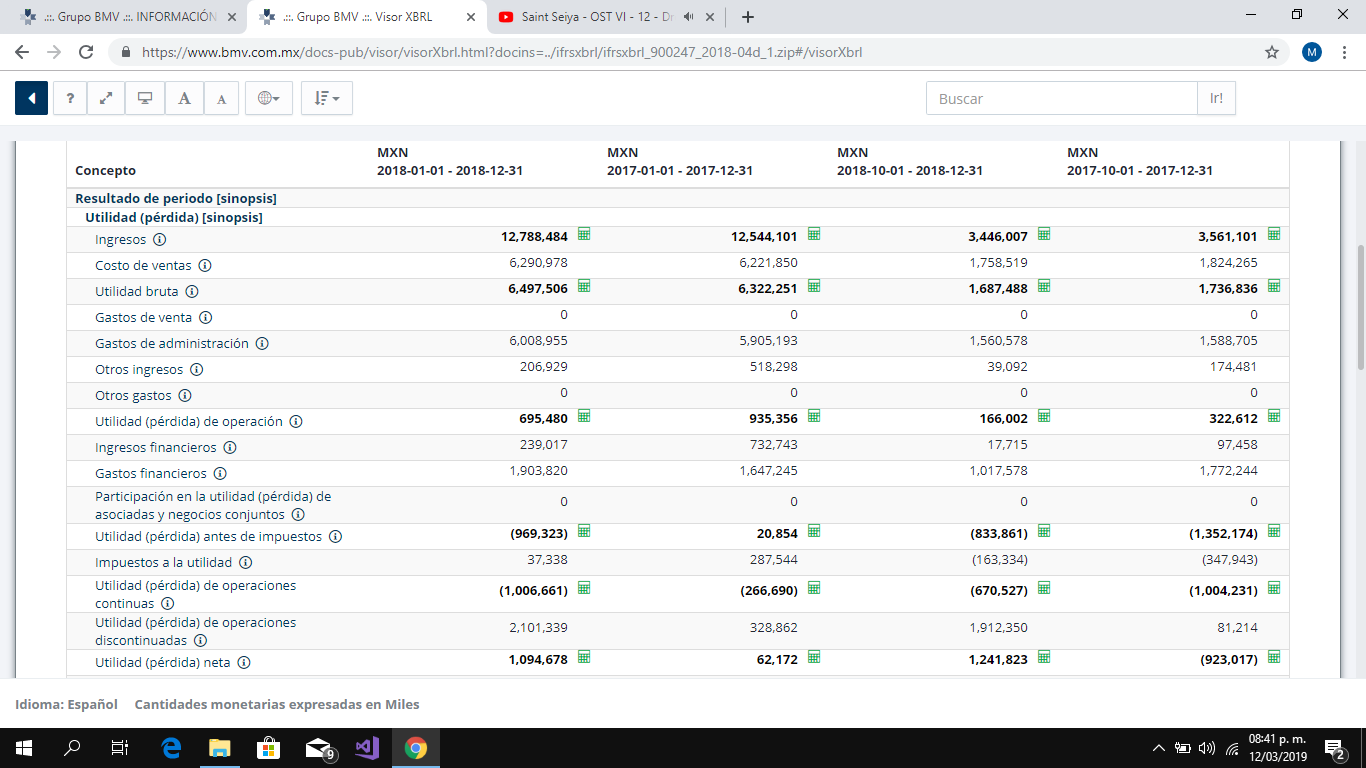 .::. Grupo BMV .::. INFORMACIÓN
.::. Grupo BMV .::. Visor XBRL
Saint Seiya - OST VI - 12 - Dr
https://www.bmv.com.mx/docs-pub/visor/visorXbrl.html?docins=../ifrsxbrl/ifrsxbrl_900247_2018-04d_1.zip#/visorXbrl
M
? A A Buscar Ir!
Concepto MXN 2018-01-01 - 2018-12-31 MXN 2017-01-01 - 2017-12-31 MXN 2018-10-01 - 2018-12-31 MXN 2017-10-01 - 2017-12-31
Resultado de periodo [sinopsis]
Utilidad (pérdida) [sinopsis]
Ingresos 12,788,484 12,544,101 3,446,007 3,561,101
Costo de ventas 6,290,978 6,221,850 1,758,519 1,824,265
Utilidad bruta 6,497,506 6,322,251 1,687,488 1,736,836
Gastos de venta 0 0 0 0
Gastos de administración 6,008,955 5,905,193 1,560,578 1,588,705
Otros ingresos 206,929 518,298 39,092 174,481
Otros gastos 0 0 0 0
Utilidad (pérdida) de operación 695,480 935,356 166,002 322,612
Ingresos financieros 239,017 732,743 17,715 97,458
Gastos financieros 1,903,820 1,647,245 1,017,578 1,772,244
Participación en la utilidad (pérdida) de
asociadas y negocios conjuntos 0 0 0 0
Utilidad (pérdida) antes de impuestos (969,323) 20,854 (833,861) (1,352,174)
Impuestos a la utilidad 37,338 287,544 (163,334) (347,943)
Utilidad (pérdida) de operaciones
continuas (1,006,661) (266,690) (670,527) (1,004,231)
Utilidad (pérdida) de operaciones
discontinuadas 2,101,339 328,862 1,912,350 81,214
Utilidad (pérdida) neta 1,094,678 62,172 1,241,823 (923,017)
Idioma: Español Cantidades monetarias expresadas en Miles
9
08:41 p. m.
12/03/2019
2